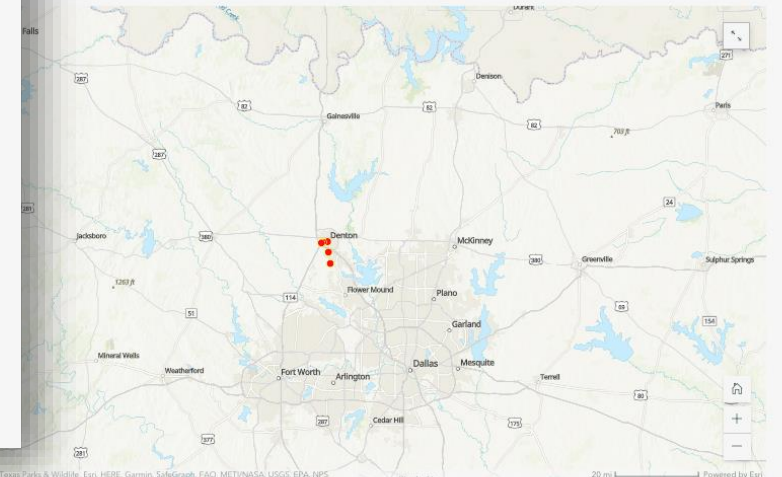 Durant
Creek
Falls
271
Denison
287
82
82
Paris
Gainesville
82
703 ft
287
24
281
Jacksboro
380
Denton
McKinney
380
Greenville
Sulphur Springs
1203 ft
114
Flower Mound
Plano
69
51
154
Garland
Mineral Wells
Weatherford
Fort Worth
Arlington
Dallas
Mesquite
Terrell
80
287
Cedar Hill
175
377
281
Texas Parks & Wildlife, Esri, HERE, Garmin, SafeGraph, FAO, METI/NASA, USGS, EPA, NPS
20 mi
Powered by Esri